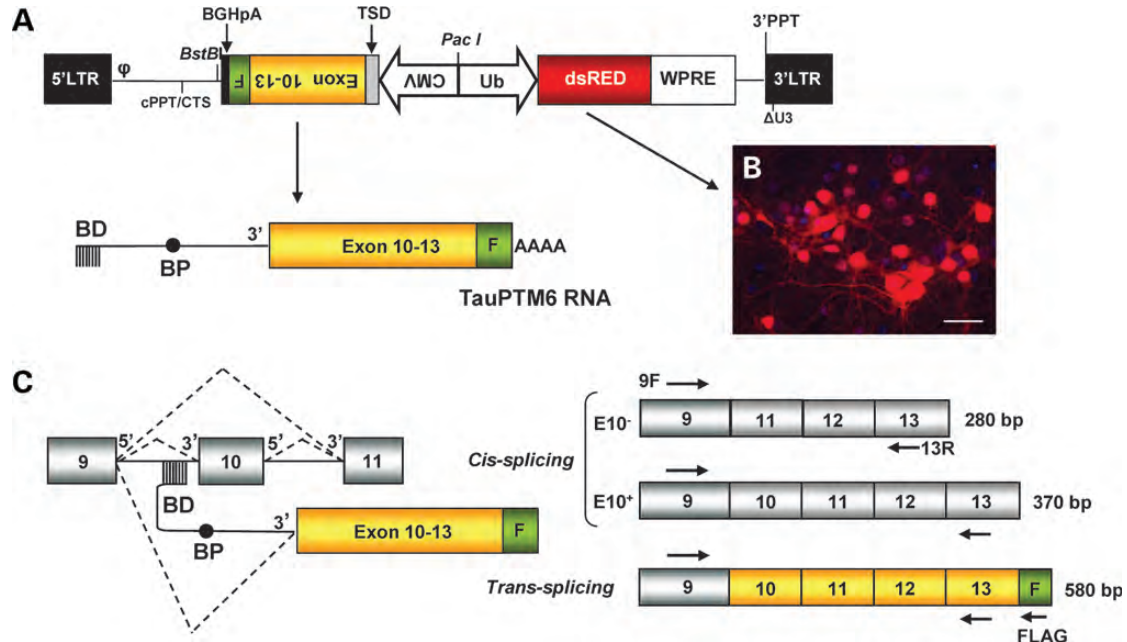 A
BGHpA
TSD
3'PPT
BstBI
Pac I
5'LTR
φ
F
Exon 10-13
CMV
Ub
dsRED
WPRE
3'LTR
cPPT/CTS
ΔU3
B
BD
BP
3'
Exon 10-13
F
AAAA
TauPTM6 RNA
C
9
5'
3'
10
5'
3'
11
BD
BP
3'
Exon 10-13
F
9F
Cis-splicing
E10-
9
11
12
13
280 bp
13R
E10+
9
10
11
12
13
370 bp
Trans-splicing
9
10
11
12
13
F
580 bp
FLAG